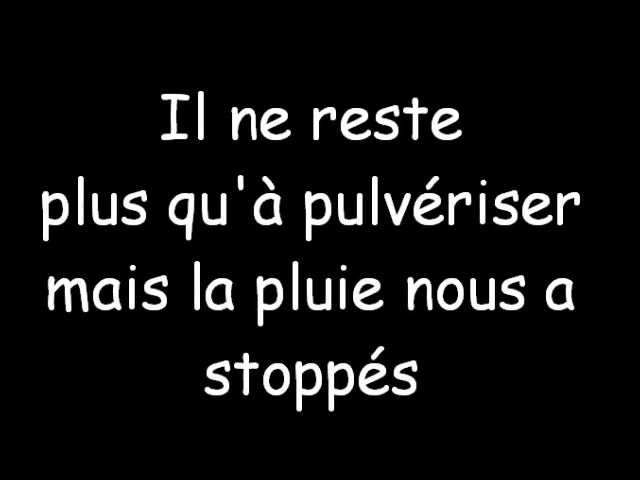 Il ne reste
plus qu'à pulvériser
mais la pluie nous a
stoppés